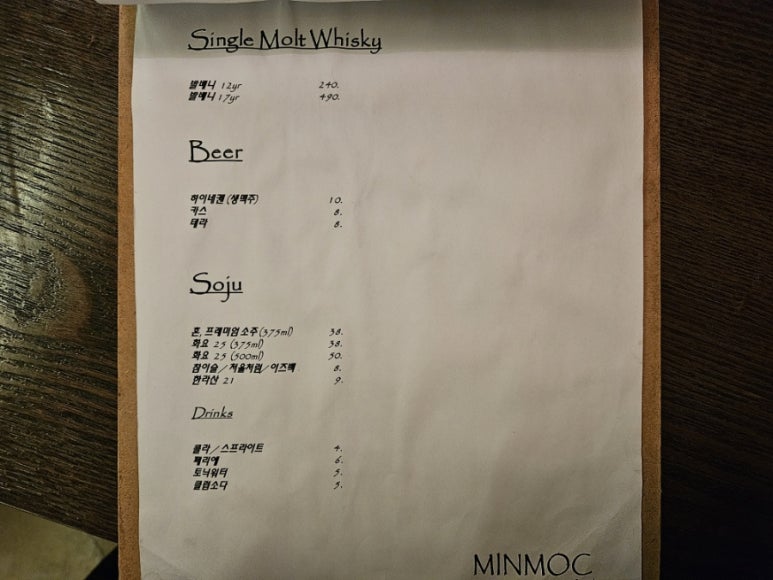 Single Molt Whisky
발베니 12yr 240.
발베니 17yr 490.
Beer
하이네켄 (생맥주) 10.
카스 8.
테라 8.
Soju
혼, 프레미엄 소주 (375ml) 38.
화요 25 (375ml) 38.
화요 25 (500ml) 50.
참이슬 / 처음처럼 / 이즈백 8.
한라산 21 9.
Drinks
콜라 / 스프라이트 4.
페리에 6.
토닉워터 5.
클럽소다 5.
MINMOC